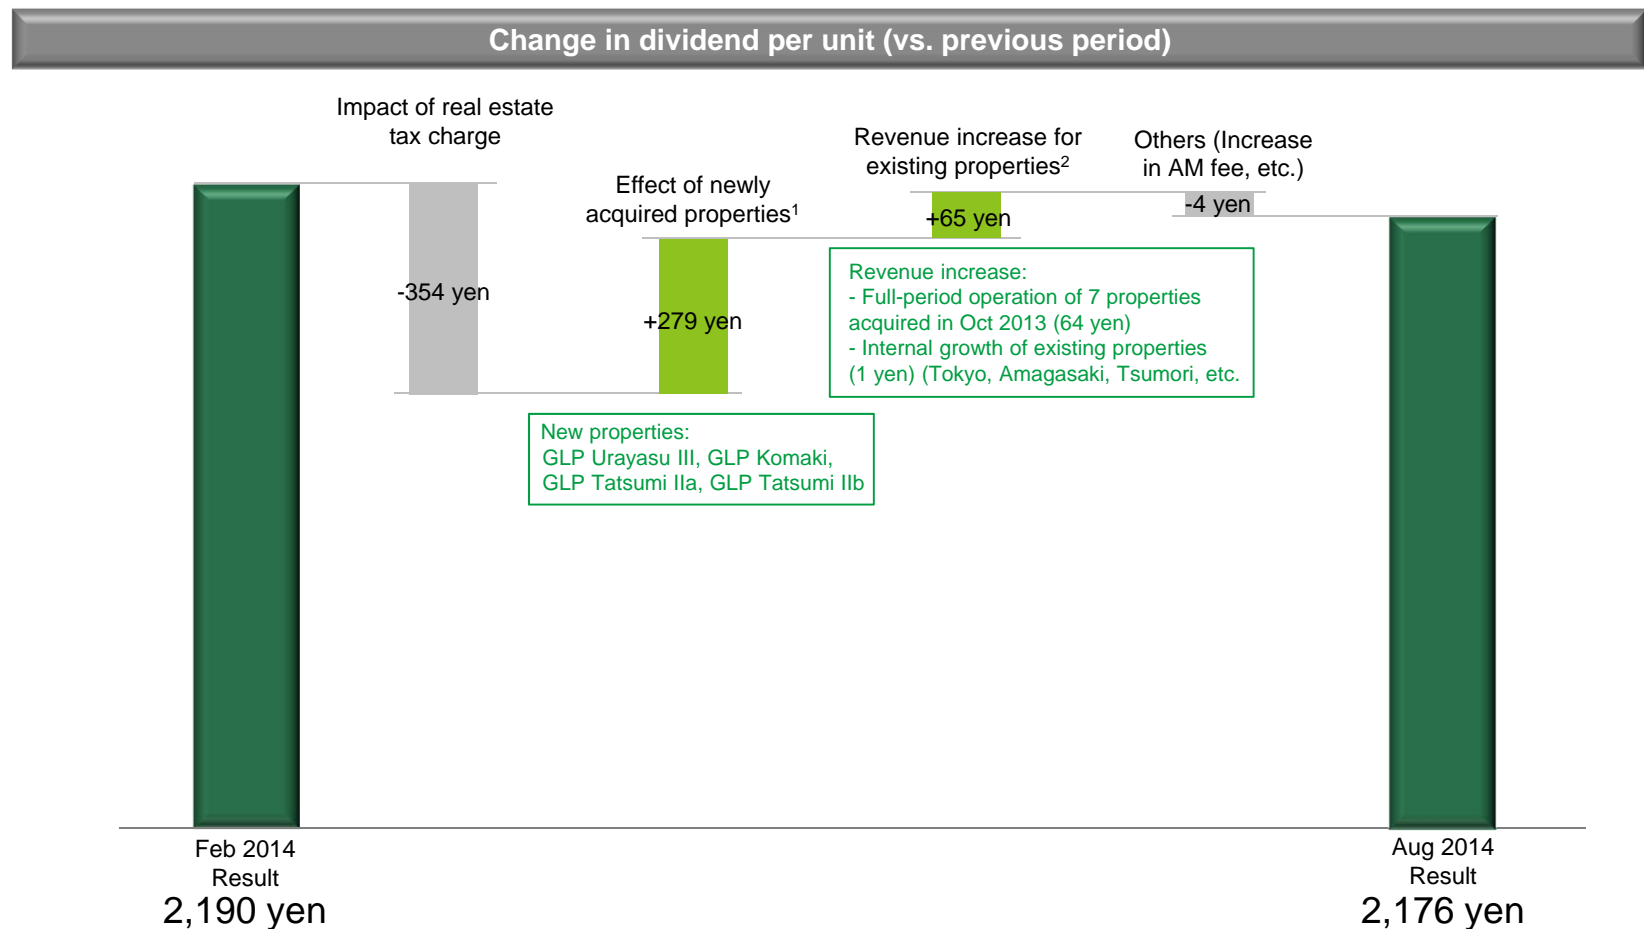 Change in dividend per unit (vs. previous period)
Impact of real estate
tax charge
Effect of newly
acquired properties1
Revenue increase for
existing properties2
Others (Increase
in AM fee, etc.)
-354 yen
+279 yen
+65 yen
-4 yen
Revenue increase:
- Full-period operation of 7 properties
acquired in Oct 2013 (64 yen)
- Internal growth of existing properties
(1 yen) (Tokyo, Amagasaki, Tsumori, etc.
New properties:
GLP Urayasu III, GLP Komaki,
GLP Tatsumi IIa, GLP Tatsumi IIb
Feb 2014
Result
2,190 yen
Aug 2014
Result
2,176 yen